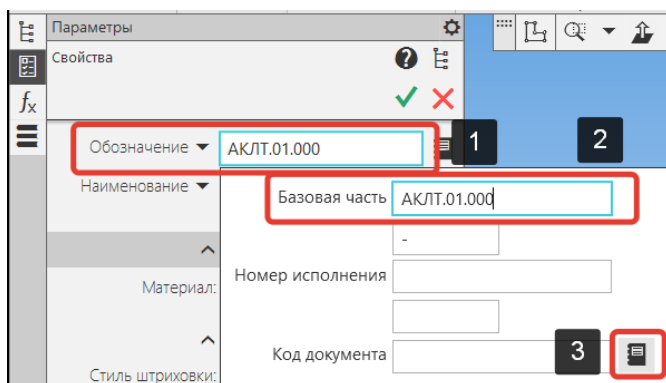 Параметры
Свойства
Обозначение АКЛТ.01.000 1 2
Наименование
Базовая часть АКЛТ.01.000
-
Номер исполнения
Материал:
Код документа 3
Стиль штриховки: